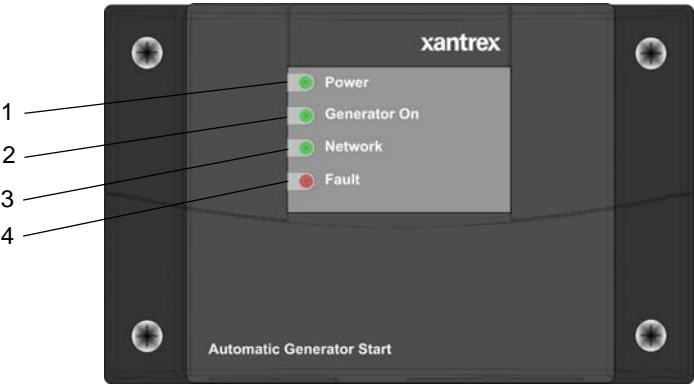 xantrex
1
Power
2
Generator On
3
Network
4
Fault
Automatic Generator Start